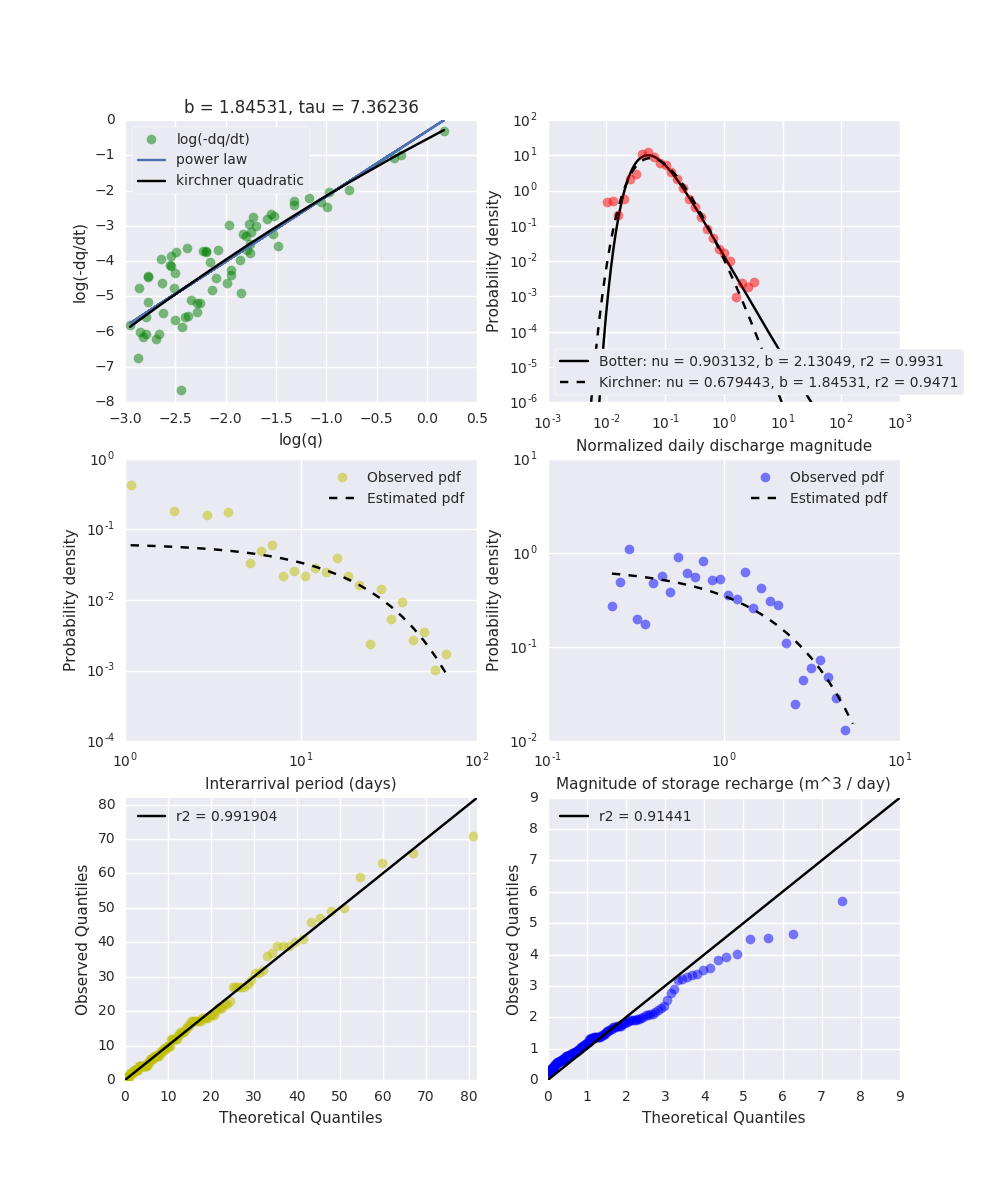 b = 1.84531, tau = 7.36236
log(-dq/dt)
power law
kirchner quadratic
0
−1
−2
−3
−4
−5
−6
−7
−8
log(-dq/dt)
−3.0 −2.5 −2.0 −1.5 −1.0 −0.5 0.0 0.5
log(q)
10^2
10^1
10^0
10^-1
10^-2
10^-3
10^-4
10^-5
10^-6
Probability density
Botter: nu = 0.903132, b = 2.13049, r2 = 0.9931
Kirchner: nu = 0.679443, b = 1.84531, r2 = 0.9471
10^-3 10^-2 10^-1 10^0 10^1 10^2 10^3
Normalized daily discharge magnitude
Observed pdf
Estimated pdf
10^0
10^-1
10^-2
10^-3
10^-4
Probability density
10^0 10^1 10^2
Interarrival period (days)
Observed pdf
Estimated pdf
10^1
10^0
10^-1
10^-2
Probability density
10^-1 10^0 10^1
Magnitude of storage recharge (m^3 / day)
r2 = 0.991904
80
70
60
50
40
30
20
10
0
Observed Quantiles
0 10 20 30 40 50 60 70 80
Theoretical Quantiles
r2 = 0.91441
9
8
7
6
5
4
3
2
1
0
Observed Quantiles
0 1 2 3 4 5 6 7 8 9
Theoretical Quantiles